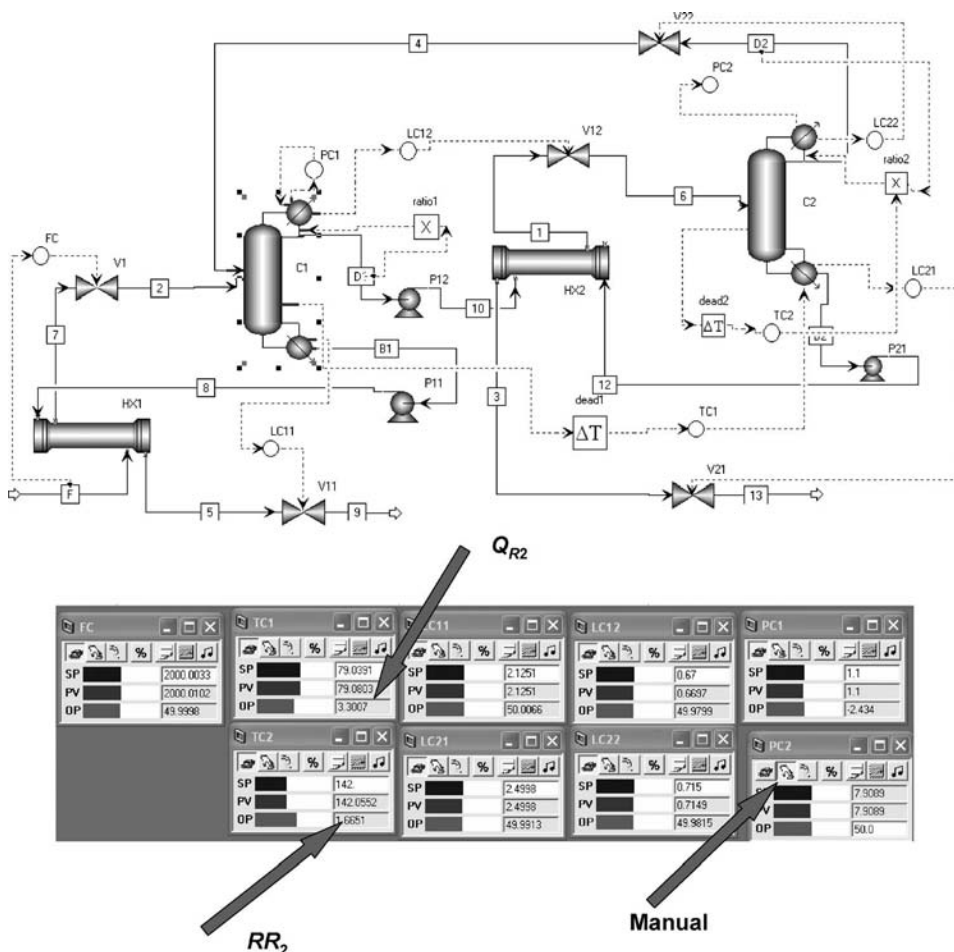 V22
4
D2
PC2
LC12
V12
LC22
PC1
ratio2
X
ratio1
6
C2
FC
X
1
V1
C1
D
LC21
2
P12
HX2
dead2
TC2
10
ΔT
7
B1
P21
12
8
P11
3
dead1
TC1
HX1
ΔT
LC11
V21
V11
F
5
9
13
QR2
FC
SP 2000.0033
PV 2000.0102
OP 49.9998
TC1
%
SP 79.0391
PV 79.0803
OP 3.3007
LC11
%
SP 2.1251
PV 2.1251
OP 50.0066
LC12
%
SP 0.67
PV 0.6697
OP 49.9799
PC1
%
SP 1.1
PV 1.1
OP -2.434
TC2
%
SP 142.
PV 142.0552
OP 1.6651
LC21
%
SP 2.4998
PV 2.4998
OP 49.9913
LC22
%
SP 0.715
PV 0.7149
OP 49.9815
PC2
%
SP 7.9089
PV 7.9089
OP 50.0
Manual
RR2